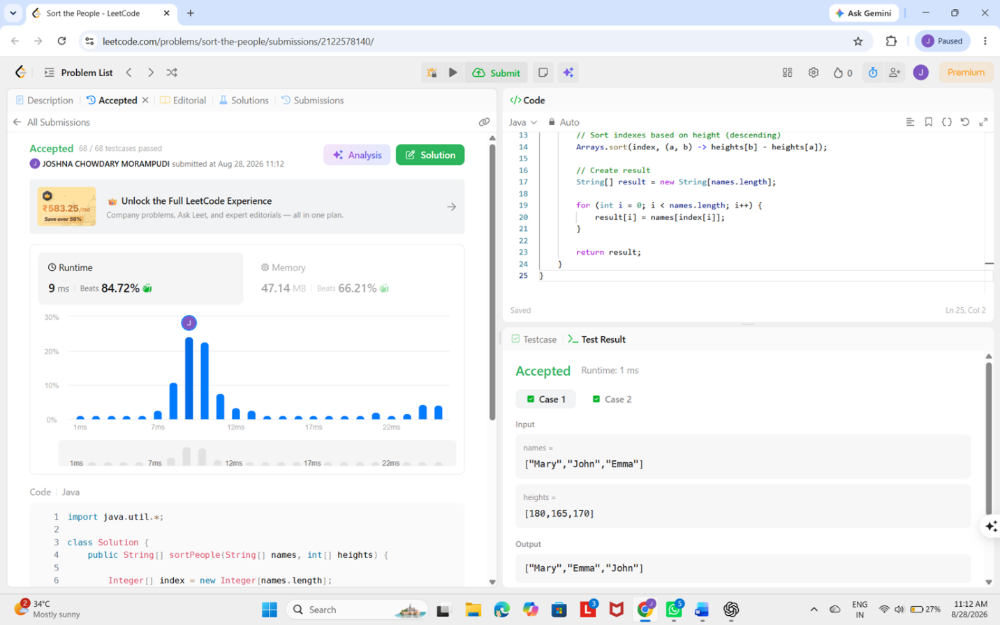 Sort the People - LeetCode
Ask Gemini
leetcode.com/problems/sort-the-people/submissions/2122578140/
J
Paused
Problem List
Submit
0
J
Premium
Description
Accepted
Editorial
Solutions
Submissions
All Submissions
Accepted
68 / 68 testcases passed
J
JOSHNA CHOWDARY MORAMPUDI submitted at Aug 28, 2026 11:12
Analysis
Solution
₹583.25/mo
Save over 56%
Unlock the Full LeetCode Experience
Company problems, Ask Leet, and expert editorials — all in one plan.
Runtime
9 ms
Beats 84.72%
Memory
47.14 MB
Beats 66.21%
30%
20%
10%
0%
J
1ms
7ms
12ms
17ms
22ms
1ms
7ms
12ms
17ms
22ms
Code
Java
1 import java.util.*;
2
3 class Solution {
4 public String[] sortPeople(String[] names, int[] heights) {
5
6 Integer[] index = new Integer[names.length];
Code
Java
Auto
13 // Sort indexes based on height (descending)
14 Arrays.sort(index, (a, b) -> heights[b] - heights[a]);
15
16 // Create result
17 String[] result = new String[names.length];
18
19 for (int i = 0; i < names.length; i++) {
20 result[i] = names[index[i]];
21 }
22
23 return result;
24 }
25 }
Saved
Ln 25, Col 2
Testcase
Test Result
Accepted
Runtime: 1 ms
Case 1
Case 2
Input
names =
["Mary","John","Emma"]
heights =
[180,165,170]
Output
["Mary","Emma","John"]
2
34°C
Mostly sunny
Search
L
3
J
5
W
ENG
IN
27%
11:12 AM
8/28/2026